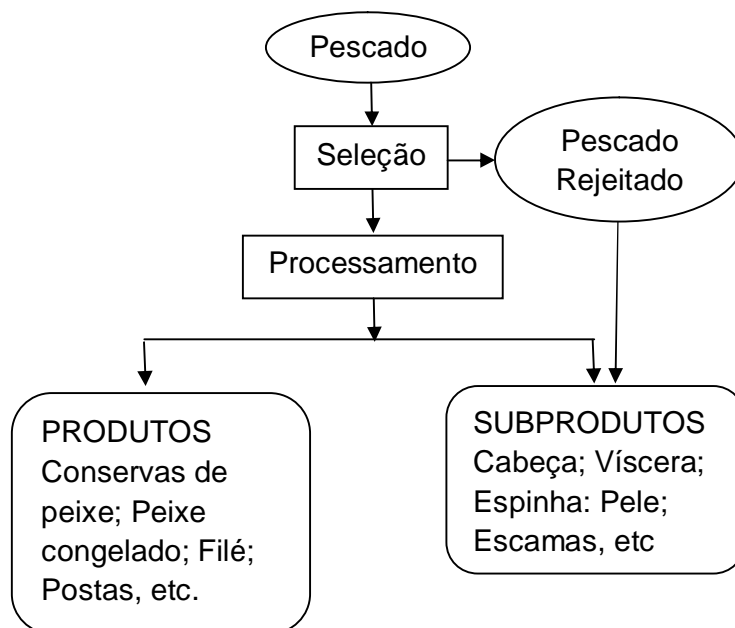 Pescado
Seleção
Pescado
Rejeitado
Processamento
PRODUTOS
Conservas de
peixe; Peixe
congelado; Filé;
Postas, etc.
SUBPRODUTOS
Cabeça; Víscera;
Espinha: Pele;
Escamas, etc